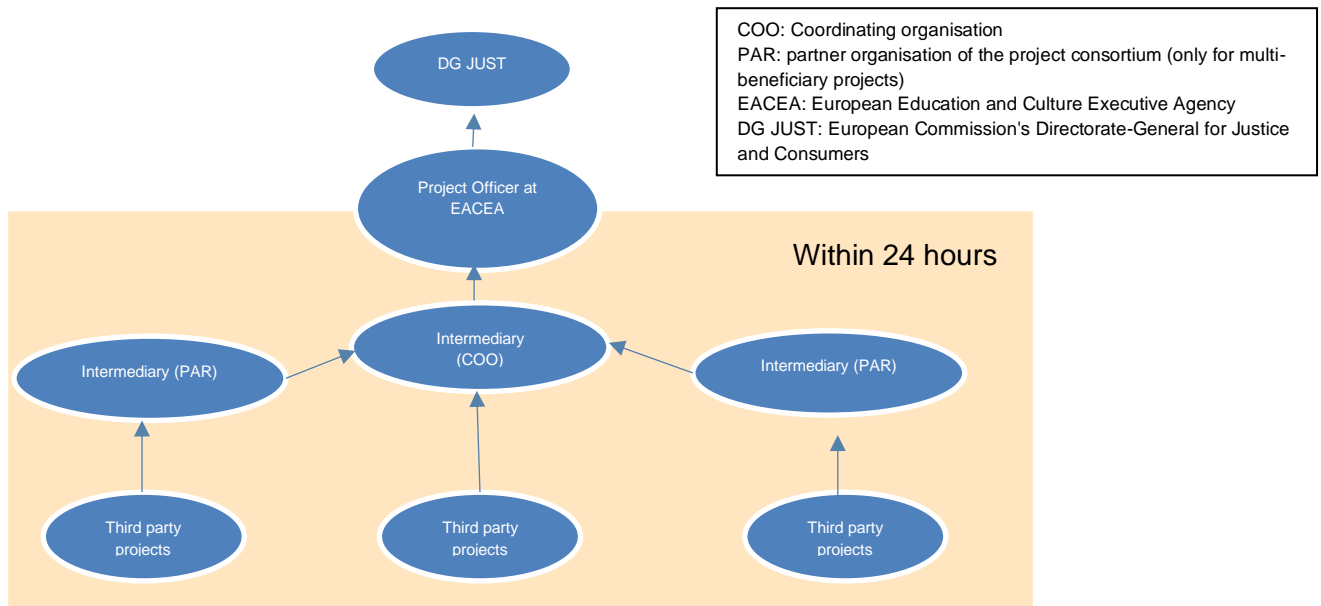 COO: Coordinating organisation
PAR: partner organisation of the project consortium (only for multi-
beneficiary projects)
EACEA: European Education and Culture Executive Agency
DG JUST: European Commission's Directorate-General for Justice
and Consumers
DG JUST
Project Officer at
EACEA
Within 24 hours
Intermediary
(COO)
Intermediary (PAR)
Intermediary (PAR)
Third party
projects
Third party
projects
Third party
projects